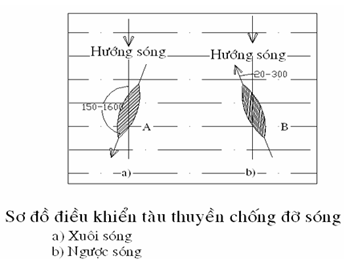 Hướng sóng Hướng sóng
20-300
150-1600
A B
a) b)
Sơ đồ điều khiển tàu thuyền chống đỡ sóng
a) Xuôi sóng
b) Ngược sóng